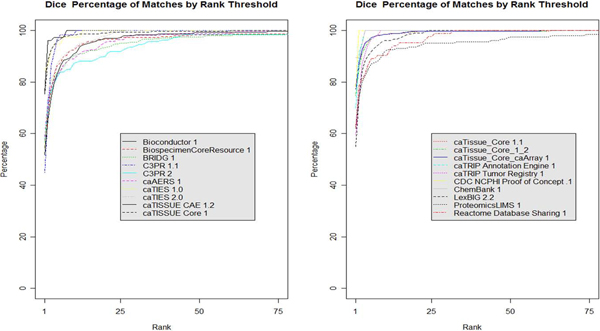 Dice Percentage of Matches by Rank Threshold
Percentage
100
80
60
40
20
0
Bioconductor 1
BiospecimenCoreResource 1
BRIDG 1
C3PR 1.1
C3PR 2
caAERS 1
caTIES 1.0
caTIES 2.0
caTISSUE CAE 1.2
caTISSUE Core 1
1
25
50
75
Rank
Dice Percentage of Matches by Rank Threshold
Percentage
100
80
60
40
20
0
caTissue_Core 1.1
caTissue_Core_1_2
caTissue_Core_caArray 1
caTRIP Annotation Engine 1
caTRIP Tumor Registry 1
CDC NCPHI Proof of Concept .1
ChemBank 1
LexBIG 2.2
ProteomicsLIMS 1
Reactome Database Sharing 1
1
25
50
75
Rank